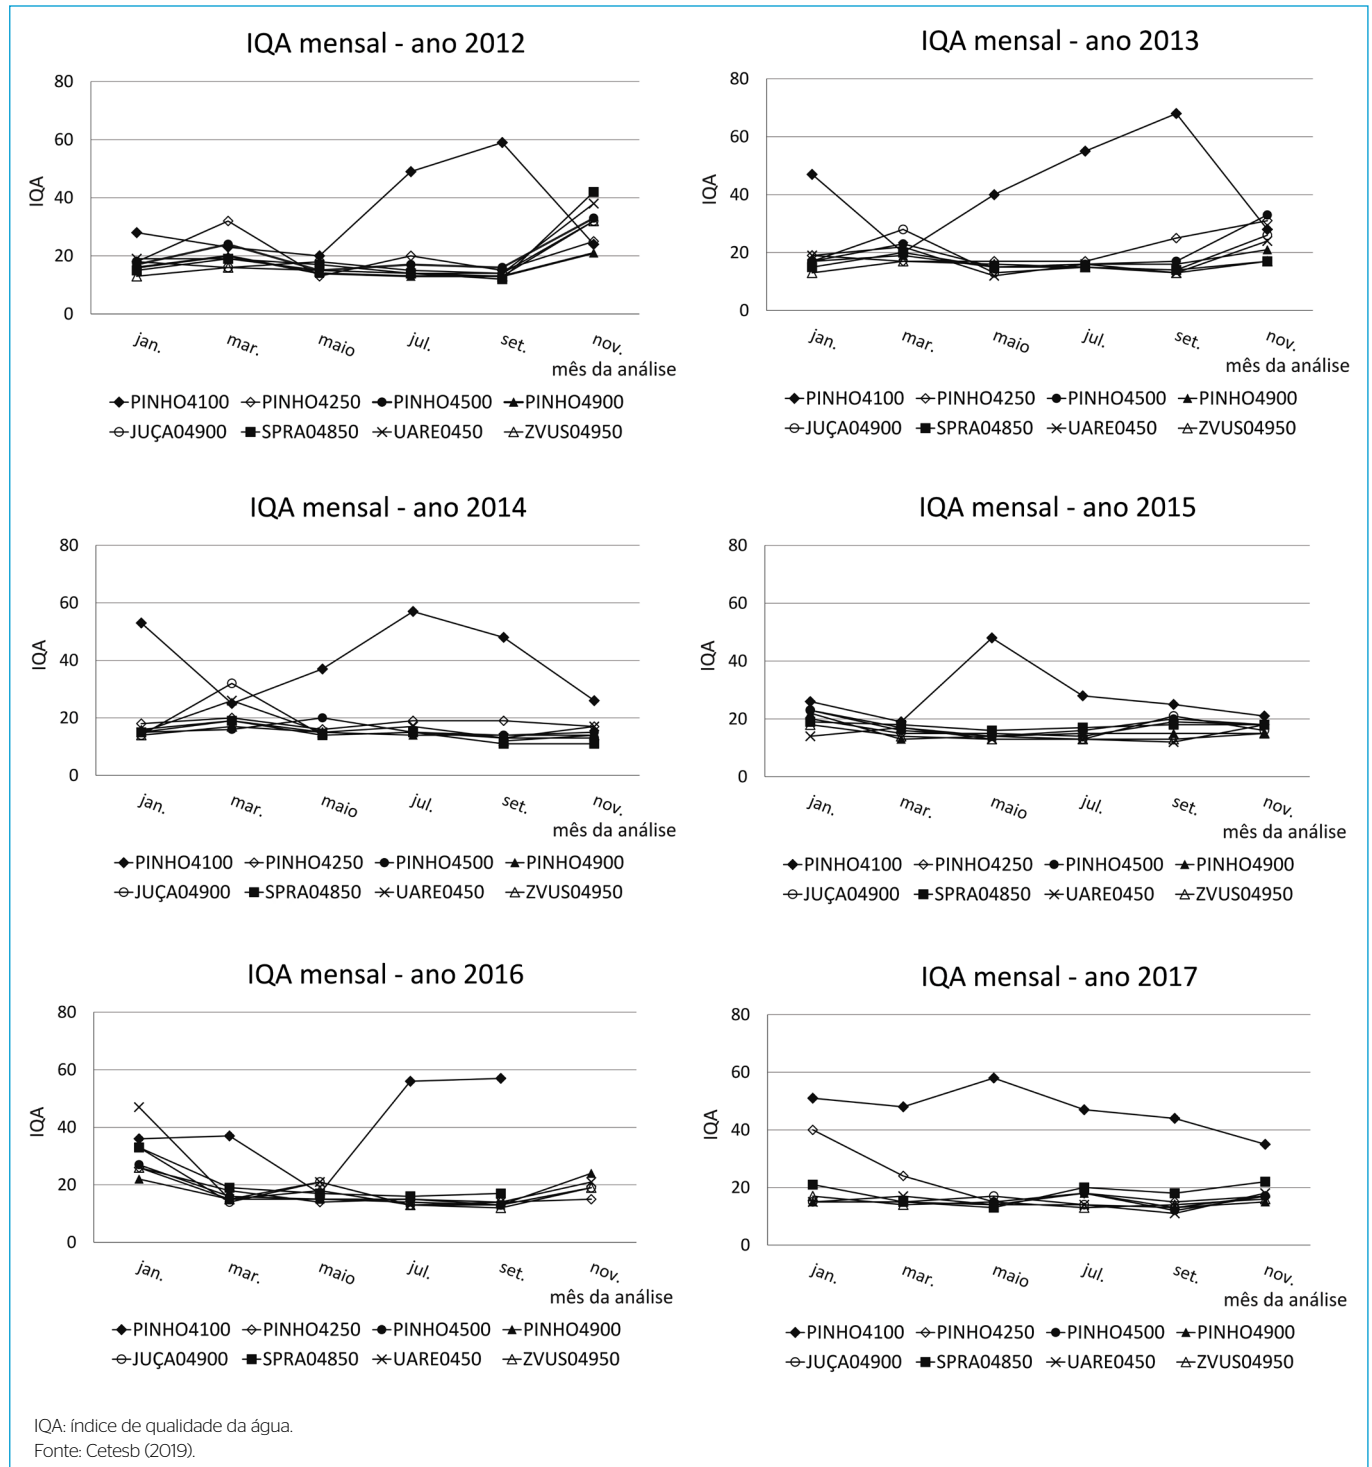 IQA mensal - ano 2012
80
60
40
20
0
IQA
jan.
mar.
maio
jul.
set.
nov.
mês da análise
PINHO4100 PINHO4250 PINHO4500 PINHO4900
JUÇA04900 SPRA04850 UARE0450 ZVUS04950
IQA mensal - ano 2013
80
60
40
20
0
IQA
jan.
mar.
maio
jul.
set.
nov.
mês da análise
PINHO4100 PINHO4250 PINHO4500 PINHO4900
JUÇA04900 SPRA04850 UARE0450 ZVUS04950
IQA mensal - ano 2014
80
60
40
20
0
IQA
jan.
mar.
maio
jul.
set.
nov.
mês da análise
PINHO4100 PINHO4250 PINHO4500 PINHO4900
JUÇA04900 SPRA04850 UARE0450 ZVUS04950
IQA mensal - ano 2015
80
60
40
20
0
IQA
jan.
mar.
maio
jul.
set.
nov.
mês da análise
PINHO4100 PINHO4250 PINHO4500 PINHO4900
JUÇA04900 SPRA04850 UARE0450 ZVUS04950
IQA mensal - ano 2016
80
60
40
20
0
IQA
jan.
mar.
maio
jul.
set.
nov.
mês da análise
PINHO4100 PINHO4250 PINHO4500 PINHO4900
JUÇA04900 SPRA04850 UARE0450 ZVUS04950
IQA mensal - ano 2017
80
60
40
20
0
IQA
jan.
mar.
maio
jul.
set.
nov.
mês da análise
PINHO4100 PINHO4250 PINHO4500 PINHO4900
JUÇA04900 SPRA04850 UARE0450 ZVUS04950
IQA: índice de qualidade da água.
Fonte: Cetesb (2019).